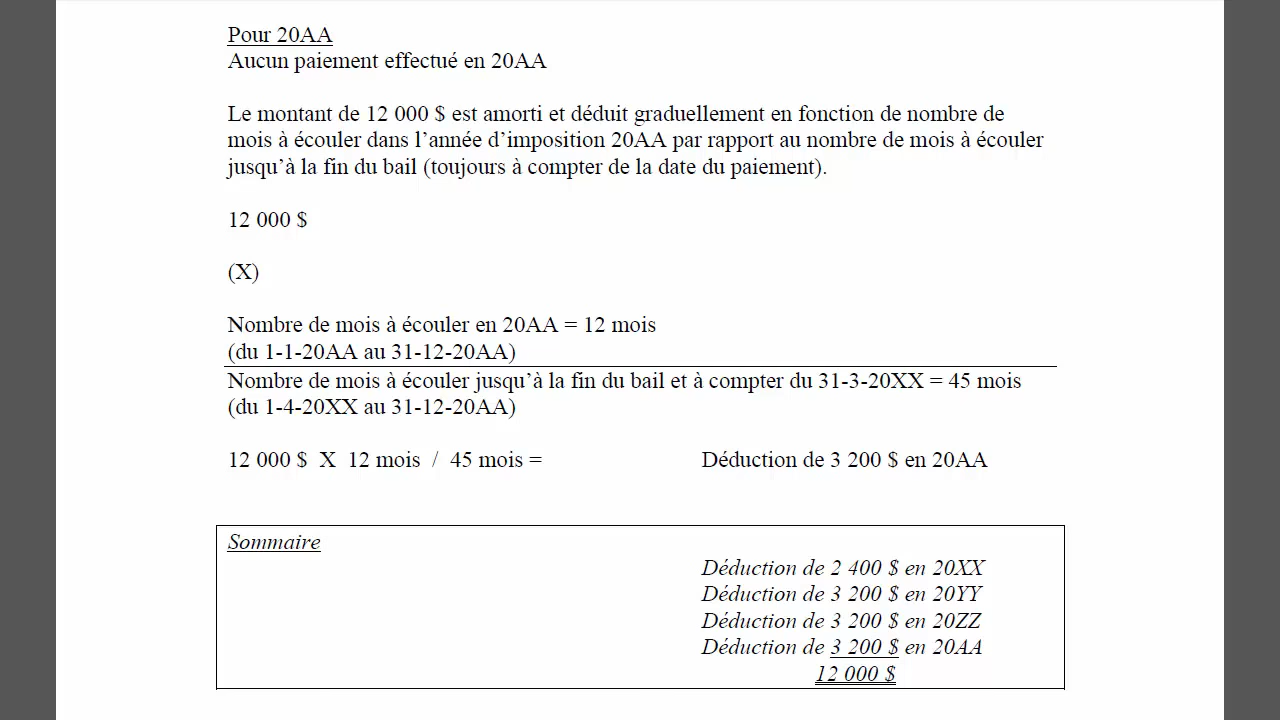 Pour 20AA
Aucun paiement effectué en 20AA
Le montant de 12 000 $ est amorti et déduit graduellement en fonction de nombre de
mois à écouler dans l’année d’imposition 20AA par rapport au nombre de mois à écouler
jusqu’à la fin du bail (toujours à compter de la date du paiement).
12 000 $
(X)
Nombre de mois à écouler en 20AA = 12 mois
(du 1-1-20AA au 31-12-20AA)
Nombre de mois à écouler jusqu’à la fin du bail et à compter du 31-3-20XX = 45 mois
(du 1-4-20XX au 31-12-20AA)
12 000 $ X 12 mois / 45 mois = Déduction de 3 200 $ en 20AA
Sommaire
Déduction de 2 400 $ en 20XX
Déduction de 3 200 $ en 20YY
Déduction de 3 200 $ en 20ZZ
Déduction de 3 200 $ en 20AA
12 000 $